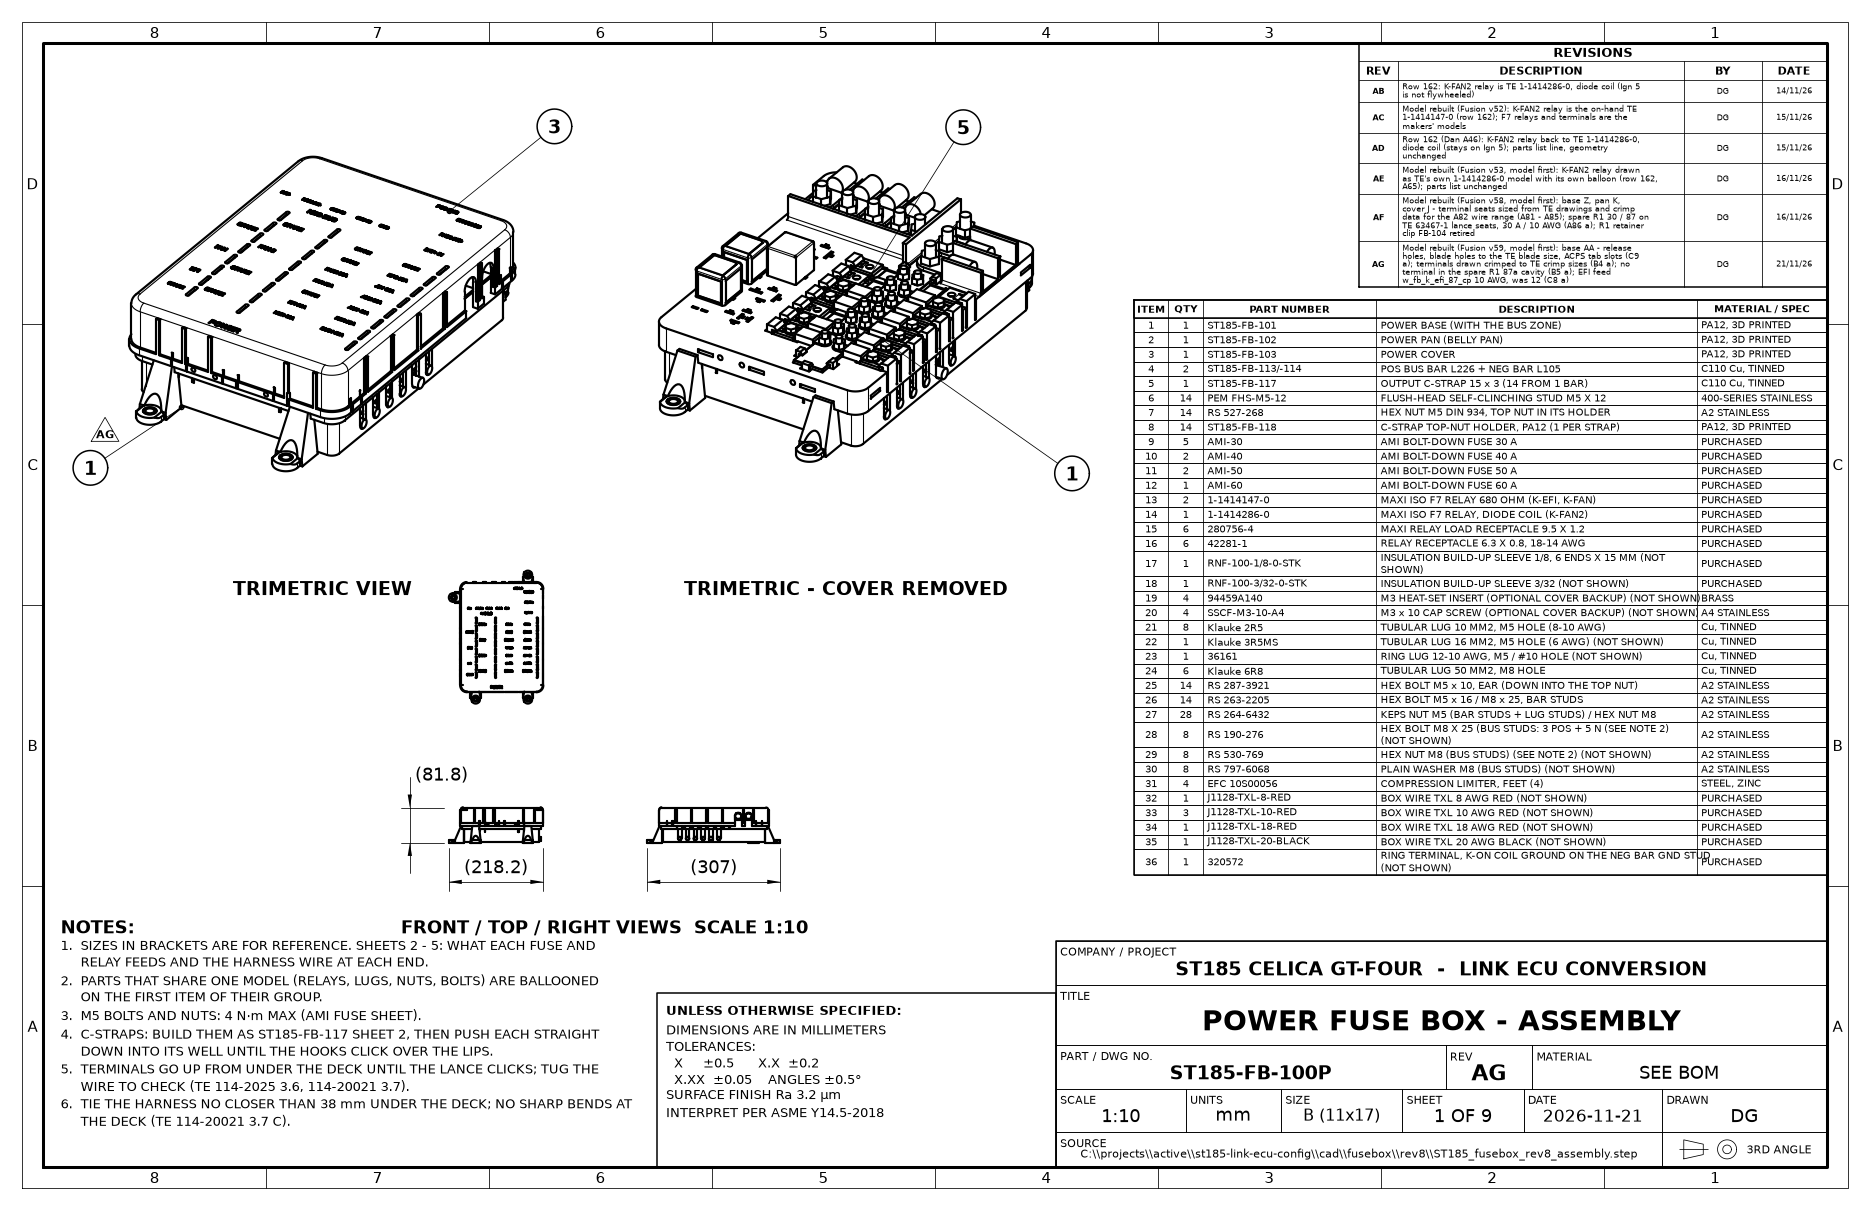 8 7 6 5 4 3 2 1
REVISIONS
REV DESCRIPTION BY DATE
AB Row 162: K-FAN2 relay is TE 1-1414286-0, diode coil (Ign 5 DG 14/11/26
is not flywheeled)
AC Model rebuilt (Fusion v52): K-FAN2 relay is the on-hand TE DG 15/11/26
1-1414147-0 (row 162); F7 relays and terminals are the
makers' models
AD Row 162 (Dan A46): K-FAN2 relay back to TE 1-1414286-0, DG 15/11/26
diode coil (stays on Ign 5); parts list line, geometry
unchanged
AE Model rebuilt (Fusion v53, model first): K-FAN2 relay drawn DG 16/11/26
as TE's own 1-1414286-0 model with its own balloon (row 162,
A65); parts list unchanged
AF Model rebuilt (Fusion v58, model first): base Z, pan K, DG 16/11/26
cover J - terminal seats sized from TE drawings and crimp
data for the A82 wire range (A81 - A85); spare R1 30 / 87 on
TE 63467-1 lance seats, 30 A / 10 AWG (A86 a); R1 retainer
clip FB-104 retired
AG Model rebuilt (Fusion v59, model first): base AA - release DG 21/11/26
holes, blade holes to the TE blade size, ACPS tab slots (C9
a); terminals drawn crimped to TE crimp sizes (B4 a); no
terminal in the spare R1 87a cavity (B5 a); EFI feed
w_fb_k_efi_87_cp 10 AWG, was 12 (C8 a)
3
5
D D
AG
1
1
C C
ITEM QTY PART NUMBER DESCRIPTION MATERIAL / SPEC
1 1 ST185-FB-101 POWER BASE (WITH THE BUS ZONE) PA12, 3D PRINTED
2 1 ST185-FB-102 POWER PAN (BELLY PAN) PA12, 3D PRINTED
3 1 ST185-FB-103 POWER COVER PA12, 3D PRINTED
4 2 ST185-FB-113/-114 POS BUS BAR L226 + NEG BAR L105 C110 Cu, TINNED
5 1 ST185-FB-117 OUTPUT C-STRAP 15 x 3 (14 FROM 1 BAR) C110 Cu, TINNED
6 14 PEM FHS-M5-12 FLUSH-HEAD SELF-CLINCHING STUD M5 X 12 400-SERIES STAINLESS
7 14 RS 527-268 HEX NUT M5 DIN 934, TOP NUT IN ITS HOLDER A2 STAINLESS
8 14 ST185-FB-118 C-STRAP TOP-NUT HOLDER, PA12 (1 PER STRAP) PA12, 3D PRINTED
9 5 AMI-30 AMI BOLT-DOWN FUSE 30 A PURCHASED
10 2 AMI-40 AMI BOLT-DOWN FUSE 40 A PURCHASED
11 2 AMI-50 AMI BOLT-DOWN FUSE 50 A PURCHASED
12 1 AMI-60 AMI BOLT-DOWN FUSE 60 A PURCHASED
13 2 1-1414147-0 MAXI ISO F7 RELAY 680 OHM (K-EFI, K-FAN) PURCHASED
14 1 1-1414286-0 MAXI ISO F7 RELAY, DIODE COIL (K-FAN2) PURCHASED
15 6 280756-4 MAXI RELAY LOAD RECEPTACLE 9.5 X 1.2 PURCHASED
16 6 42281-1 RELAY RECEPTACLE 6.3 X 0.8, 18-14 AWG PURCHASED
17 1 RNF-100-1/8-0-STK INSULATION BUILD-UP SLEEVE 1/8, 6 ENDS X 15 MM (NOT SHOWN) PURCHASED
18 1 RNF-100-3/32-0-STK INSULATION BUILD-UP SLEEVE 3/32 (NOT SHOWN) PURCHASED
19 4 94459A140 M3 HEAT-SET INSERT (OPTIONAL COVER BACKUP) (NOT SHOWN) BRASS
20 4 SSCF-M3-10-A4 M3 x 10 CAP SCREW (OPTIONAL COVER BACKUP) (NOT SHOWN) A4 STAINLESS
21 8 Klauke 2R5 TUBULAR LUG 10 MM2, M5 HOLE (8-10 AWG) Cu, TINNED
22 1 Klauke 3R5MS TUBULAR LUG 16 MM2, M5 HOLE (6 AWG) (NOT SHOWN) Cu, TINNED
23 1 36161 RING LUG 12-10 AWG, M5 / #10 HOLE (NOT SHOWN) Cu, TINNED
24 6 Klauke 6R8 TUBULAR LUG 50 MM2, M8 HOLE Cu, TINNED
25 14 RS 287-3921 HEX BOLT M5 x 10, EAR (DOWN INTO THE TOP NUT) A2 STAINLESS
26 14 RS 263-2205 HEX BOLT M5 x 16 / M8 x 25, BAR STUDS A2 STAINLESS
27 28 RS 264-6432 KEPS NUT M5 (BAR STUDS + LUG STUDS) / HEX NUT M8 A2 STAINLESS
28 8 RS 190-276 HEX BOLT M8 X 25 (BUS STUDS: 3 POS + 5 N (SEE NOTE 2) (NOT SHOWN) A2 STAINLESS
29 8 RS 530-769 HEX NUT M8 (BUS STUDS) (SEE NOTE 2) (NOT SHOWN) A2 STAINLESS
30 8 RS 797-6068 PLAIN WASHER M8 (BUS STUDS) (NOT SHOWN) A2 STAINLESS
31 4 EFC 10S00056 COMPRESSION LIMITER, FEET (4) STEEL, ZINC
32 1 J1128-TXL-8-RED BOX WIRE TXL 8 AWG RED (NOT SHOWN) PURCHASED
33 3 J1128-TXL-10-RED BOX WIRE TXL 10 AWG RED (NOT SHOWN) PURCHASED
34 1 J1128-TXL-18-RED BOX WIRE TXL 18 AWG RED (NOT SHOWN) PURCHASED
35 1 J1128-TXL-20-BLACK BOX WIRE TXL 20 AWG BLACK (NOT SHOWN) PURCHASED
36 1 320572 RING TERMINAL, K-ON COIL GROUND ON THE NEG BAR GND STUD (NOT SHOWN) PURCHASED
TRIMETRIC VIEW
TRIMETRIC - COVER REMOVED
B B
(81.8)
(218.2) (307)
FRONT / TOP / RIGHT VIEWS SCALE 1:10
NOTES:
1. SIZES IN BRACKETS ARE FOR REFERENCE. SHEETS 2 - 5: WHAT EACH FUSE AND
RELAY FEEDS AND THE HARNESS WIRE AT EACH END.
2. PARTS THAT SHARE ONE MODEL (RELAYS, LUGS, NUTS, BOLTS) ARE BALLOONED
ON THE FIRST ITEM OF THEIR GROUP.
3. M5 BOLTS AND NUTS: 4 N·m MAX (AMI FUSE SHEET).
4. C-STRAPS: BUILD THEM AS ST185-FB-117 SHEET 2, THEN PUSH EACH STRAIGHT
DOWN INTO ITS WELL UNTIL THE HOOKS CLICK OVER THE LIPS.
5. TERMINALS GO UP FROM UNDER THE DECK UNTIL THE LANCE CLICKS; TUG THE
WIRE TO CHECK (TE 114-2025 3.6, 114-20021 3.7).
6. TIE THE HARNESS NO CLOSER THAN 38 mm UNDER THE DECK; NO SHARP BENDS AT
THE DECK (TE 114-20021 3.7 C).
A A
UNLESS OTHERWISE SPECIFIED:
DIMENSIONS ARE IN MILLIMETERS
TOLERANCES:
X ±0.5 X.X ±0.2
X.XX ±0.05 ANGLES ±0.5°
SURFACE FINISH Ra 3.2 µm
INTERPRET PER ASME Y14.5-2018
COMPANY / PROJECT
ST185 CELICA GT-FOUR - LINK ECU CONVERSION
TITLE
POWER FUSE BOX - ASSEMBLY
PART / DWG NO. REV MATERIAL
ST185-FB-100P AG SEE BOM
SCALE UNITS SIZE SHEET DATE DRAWN
1:10 mm B (11x17) 1 OF 9 2026-11-21 DG
SOURCE
C:\\projects\\active\\st185-link-ecu-config\\cad\\fusebox\\rev8\\ST185_fusebox_rev8_assembly.step
3RD ANGLE
8 7 6 5 4 3 2 1